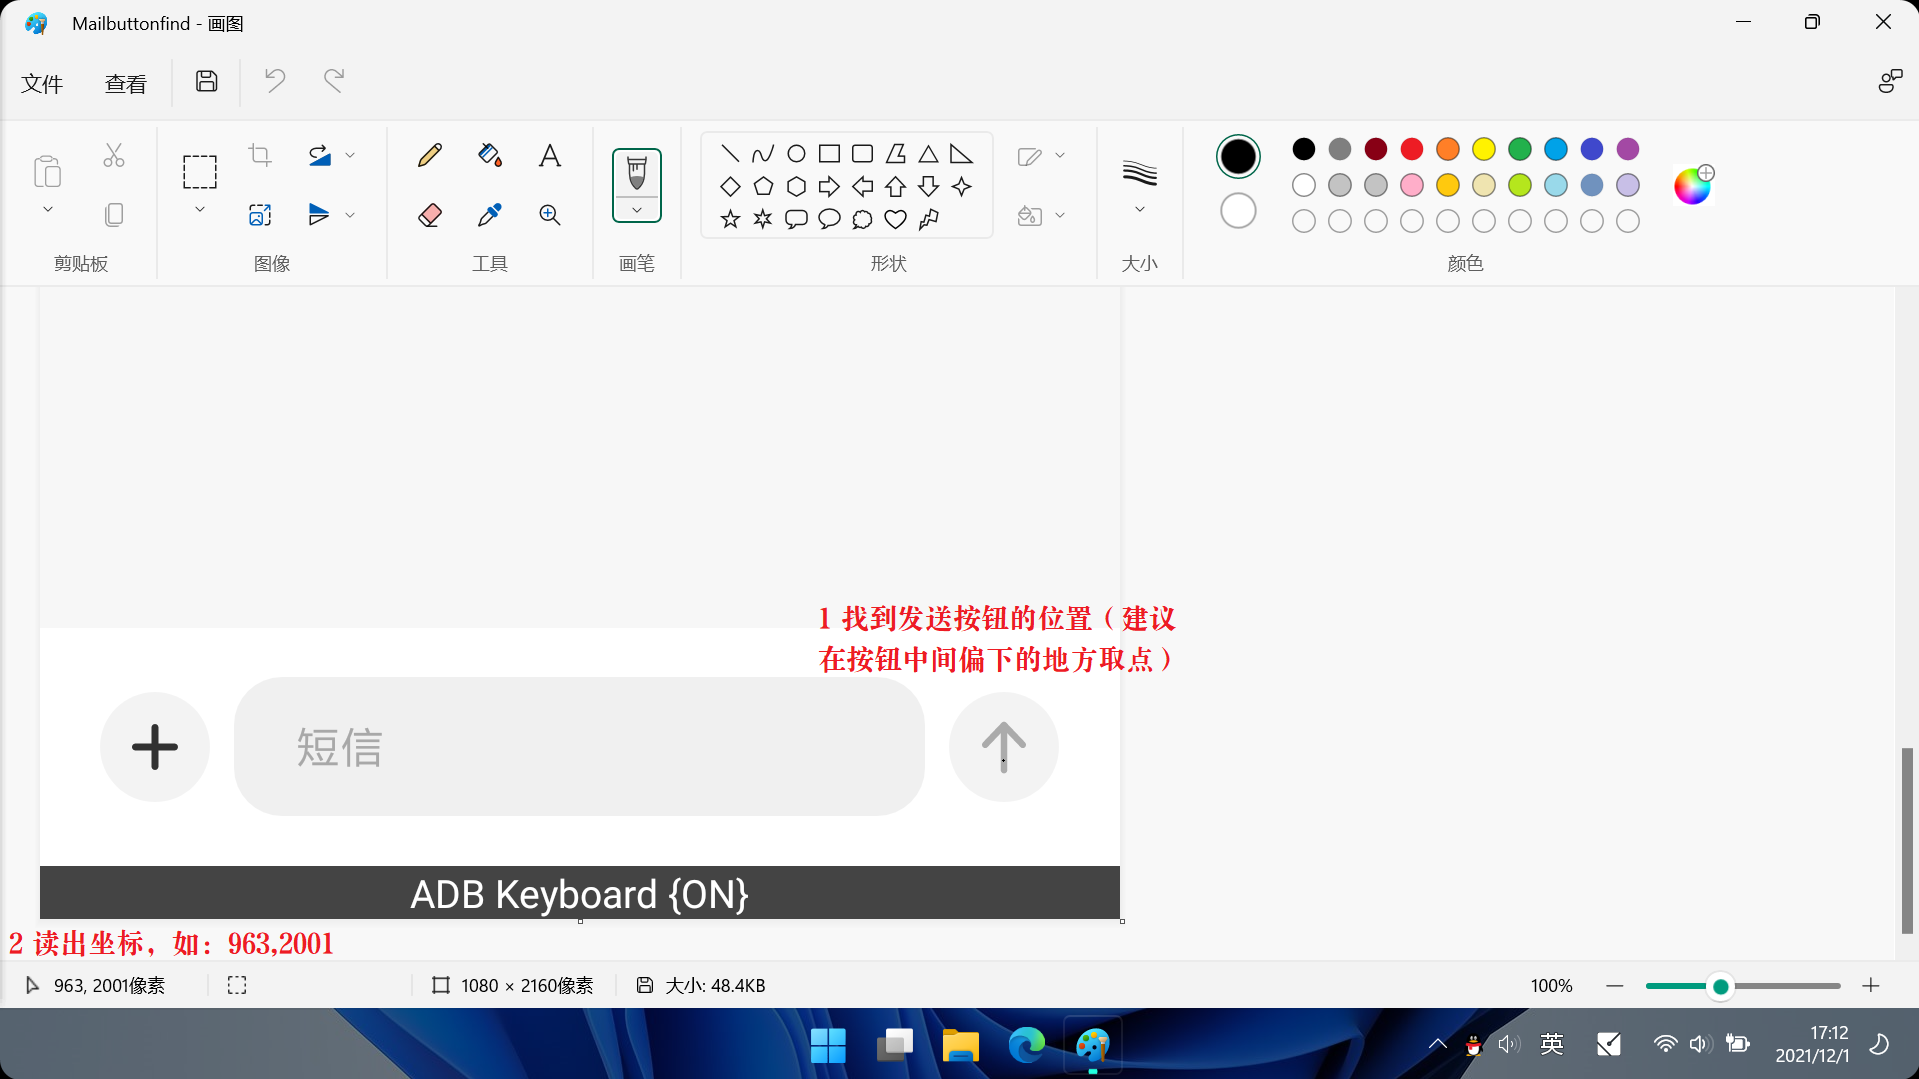 Mailbuttonfind - 画图
文件
查看
剪贴板
图像
工具
画笔
形状
大小
颜色
1 找到发送按钮的位置（建议
在按钮中间偏下的地方取点）
短信
ADB Keyboard {ON}
2 读出坐标，如：963,2001
963, 2001像素
1080 × 2160像素
大小: 48.4KB
100%
英
17:12
2021/12/1